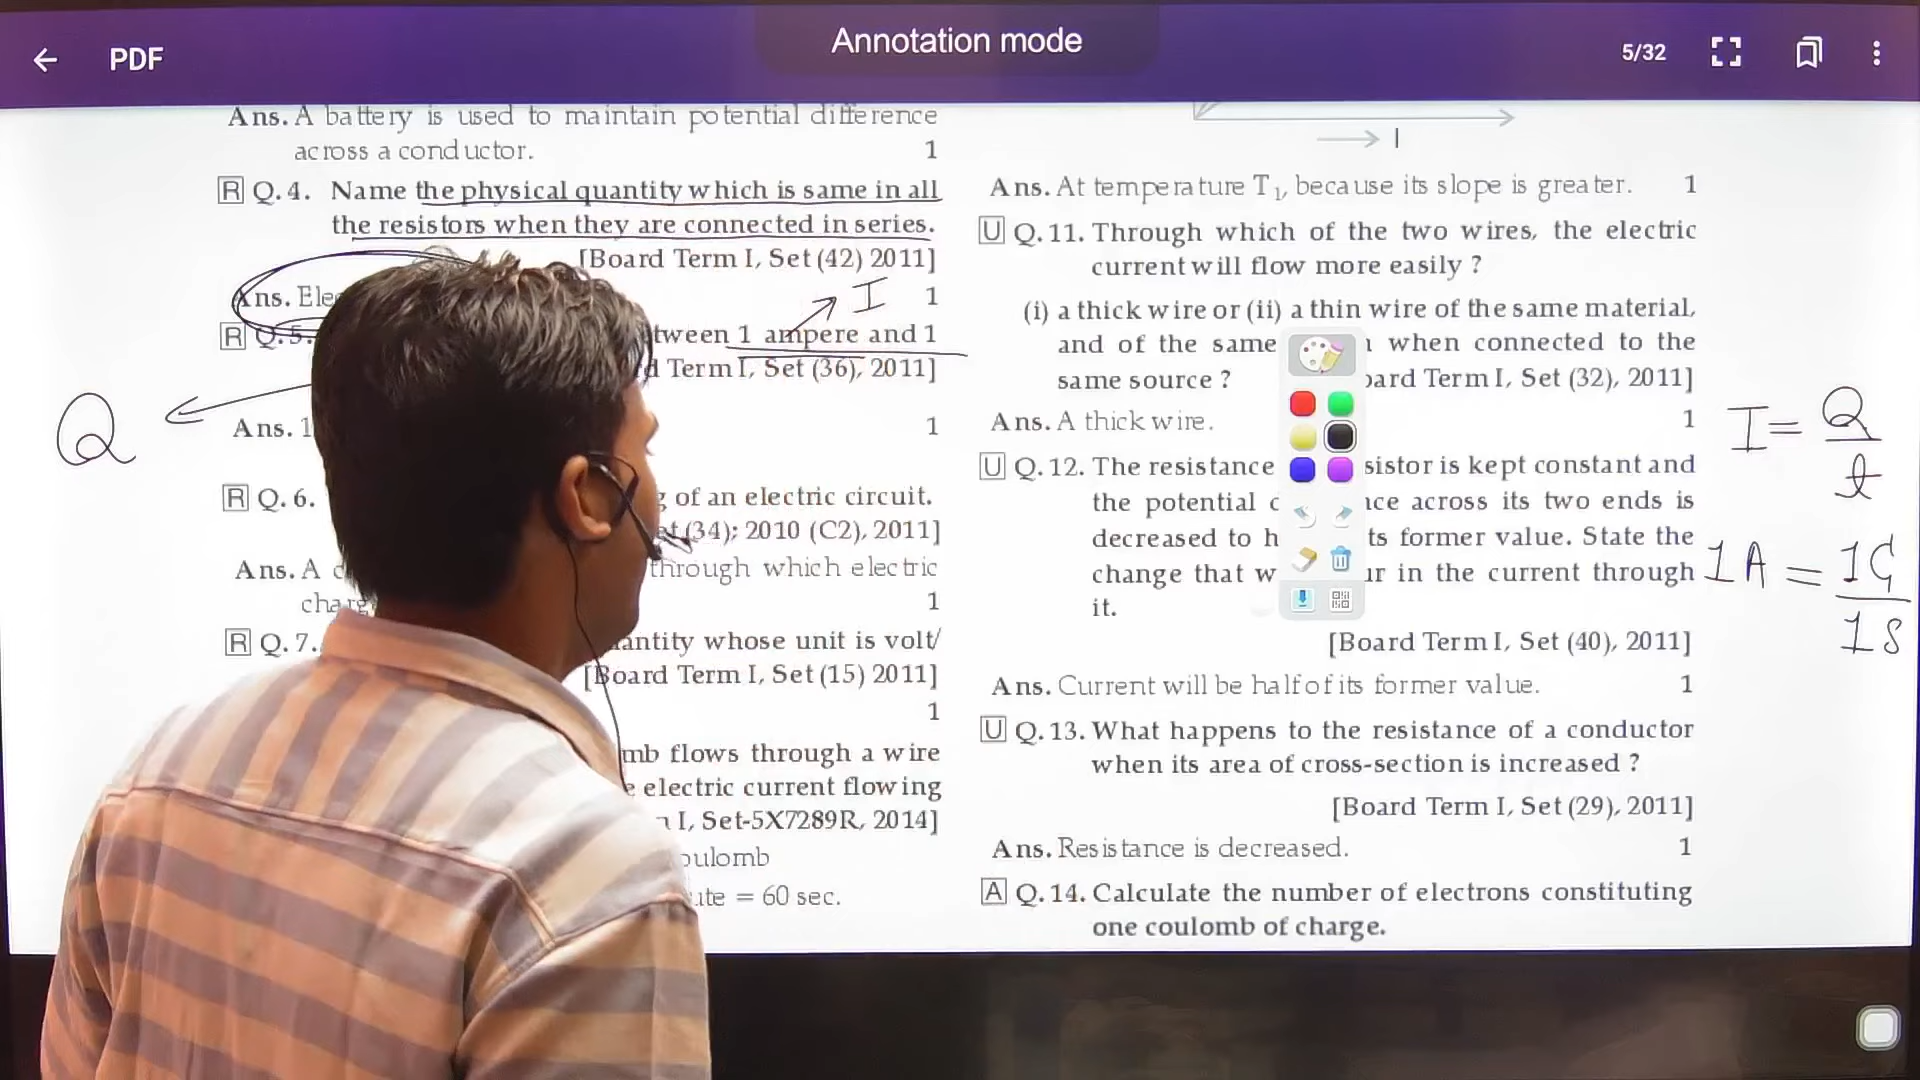 PDF
Annotation mode
5/32
Ans. A battery is used to maintain potential difference
across a conductor. 1
R Q. 4. Name the physical quantity which is same in all
the resistors when they are connected in series.
[Board Term I, Set (42) 2011]
Ans. 1
I
R Q. 5. 1 ampere and 1
Term I, Set (36), 2011]
Q
Ans. 1 1
R Q. 6. of an electric circuit.
(34); 2010 (C2), 2011]
Ans. A through which electric
1
R Q. 7. whose unit is volt/
[Board Term I, Set (15) 2011]
1
flows through a wire
electric current flowing
I, Set-5X7289R, 2014]
= 60 sec.
I
Ans. At temperature T1, because its slope is greater. 1
U Q. 11. Through which of the two wires, the electric
current will flow more easily ?
(i) a thick wire or (ii) a thin wire of the same material,
and of the same when connected to the
same source ? Term I, Set (32), 2011]
Ans. A thick wire. 1
U Q. 12. The resistance is kept constant and
the potential across its two ends is
decreased to former value. State the
change that in the current through
it.
[Board Term I, Set (40), 2011]
Ans. Current will be half of its former value. 1
U Q. 13. What happens to the resistance of a conductor
when its area of cross-section is increased ?
[Board Term I, Set (29), 2011]
Ans. Resistance is decreased. 1
A Q. 14. Calculate the number of electrons constituting
one coulomb of charge.
I = Q
t
1A = 1C
1s